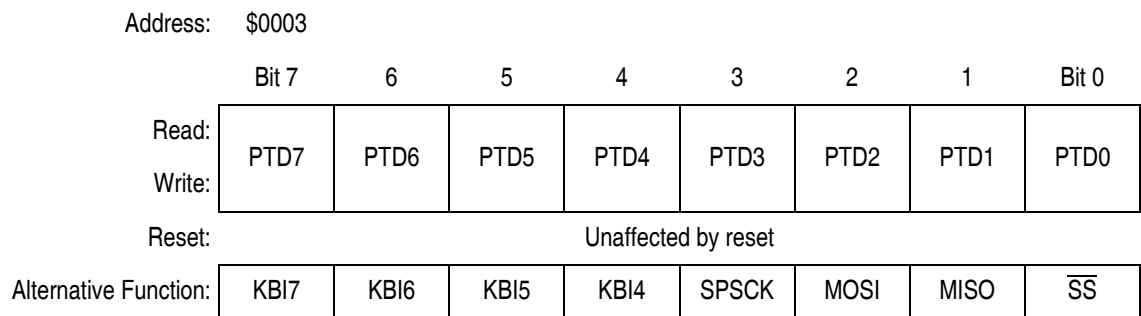 Address: $0003
Bit 7 6 5 4 3 2 1 Bit 0
Read:
PTD7 PTD6 PTD5 PTD4 PTD3 PTD2 PTD1 PTD0
Write:
Reset: Unaffected by reset
Alternative Function: KBI7 KBI6 KBI5 KBI4 SPSCK MOSI MISO S̅S̅